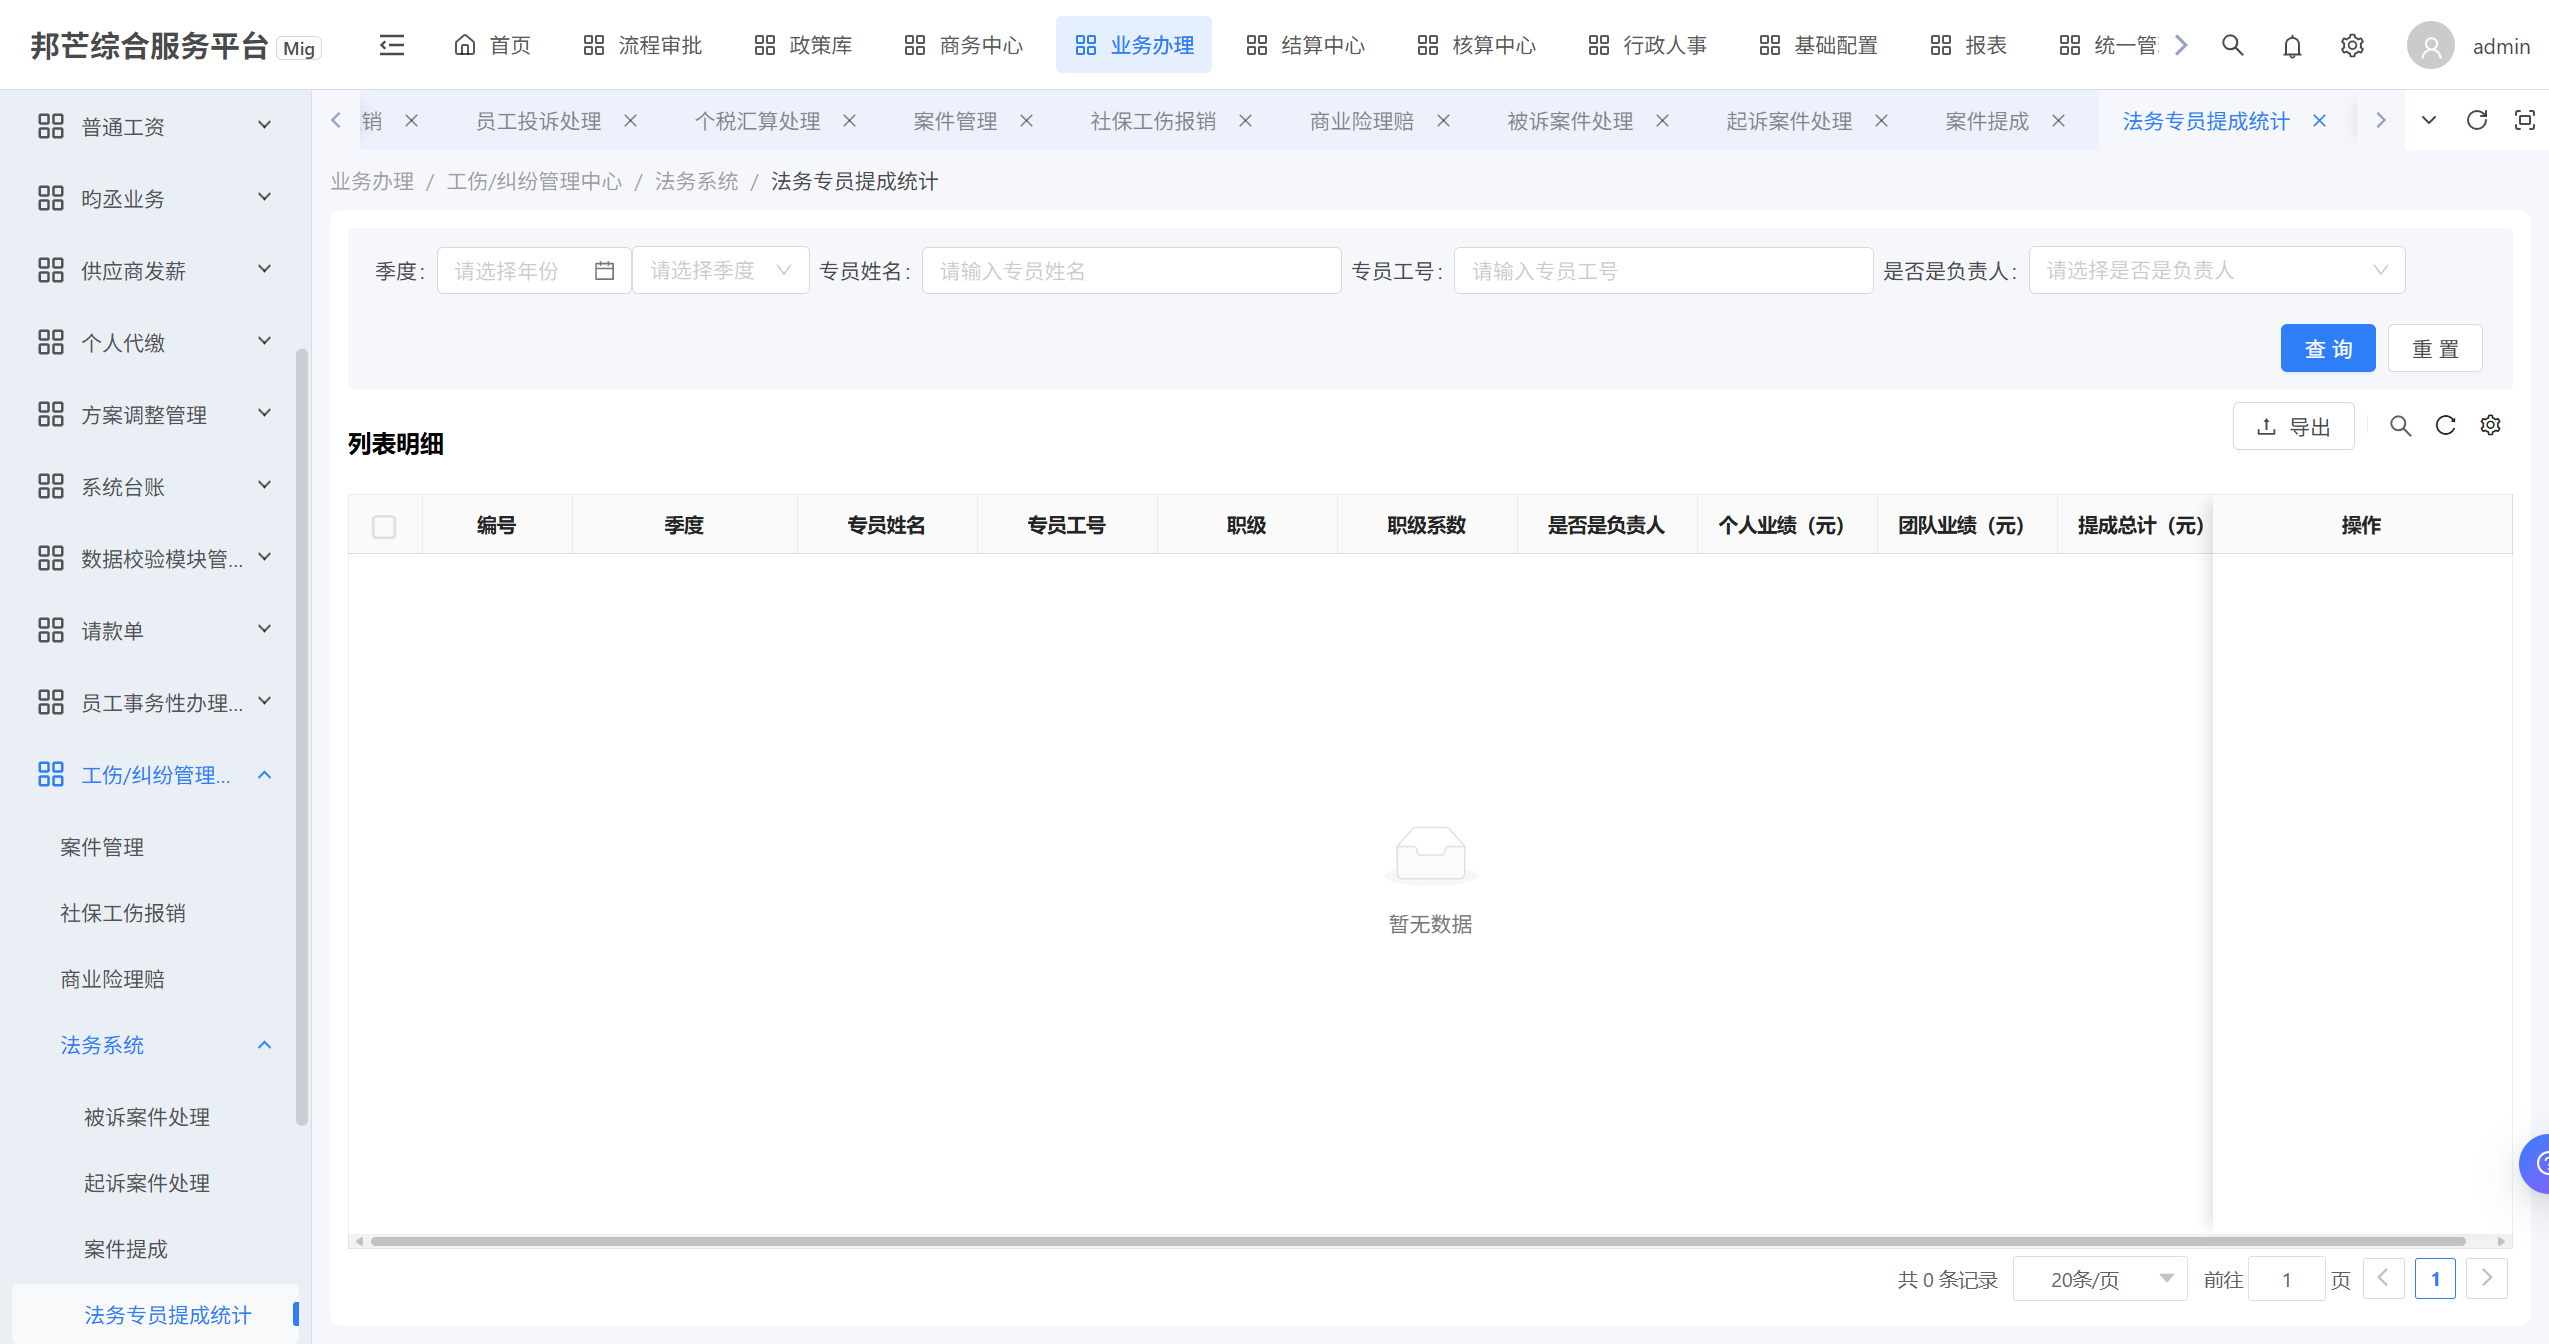 邦芒综合服务平台 Mig
首页 流程审批 政策库 商务中心 业务办理 结算中心 核算中心 行政人事 基础配置 报表 统一管 admin
销 员工投诉处理 个税汇算处理 案件管理 社保工伤报销 商业险理赔 被诉案件处理 起诉案件处理 案件提成 法务专员提成统计
业务办理 / 工伤/纠纷管理中心 / 法务系统 / 法务专员提成统计
普通工资
昀丞业务
供应商发薪
个人代缴
方案调整管理
系统台账
数据校验模块管...
请款单
员工事务性办理...
工伤/纠纷管理...
案件管理
社保工伤报销
商业险理赔
法务系统
被诉案件处理
起诉案件处理
案件提成
法务专员提成统计
季度: 请选择年份 请选择季度 专员姓名: 请输入专员姓名 专员工号: 请输入专员工号 是否是负责人: 请选择是否是负责人
查 询 重 置
列表明细
导出
编号 季度 专员姓名 专员工号 职级 职级系数 是否是负责人 个人业绩（元） 团队业绩（元） 提成总计（元） 操作
暂无数据
共 0 条记录 20条/页 前往 1 页 1